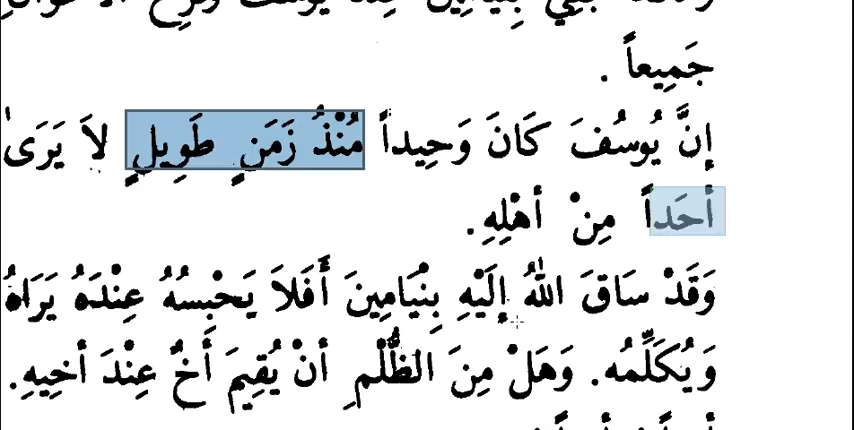 جَمِيعاً .
إِنَّ يُوسُفَ كَانَ وَحِيداً مُنْذُ زَمَنٍ طَوِيلٍ لاَ يَرَىٰ
أَحَداً مِنْ أَهْلِهِ.
وَقَدْ سَاقَ اللهُ إِلَيْهِ بِنْيَامِينَ أَفَلاَ يَحْبِسُهُ عِنْدَهُ يَرَاهُ
وَيُكَلِّمُه. وَهَلْ مِنَ الظُّلْمِ أَنْ يُقِيمَ أَخٌ عِنْدَ أَخِيهِ.